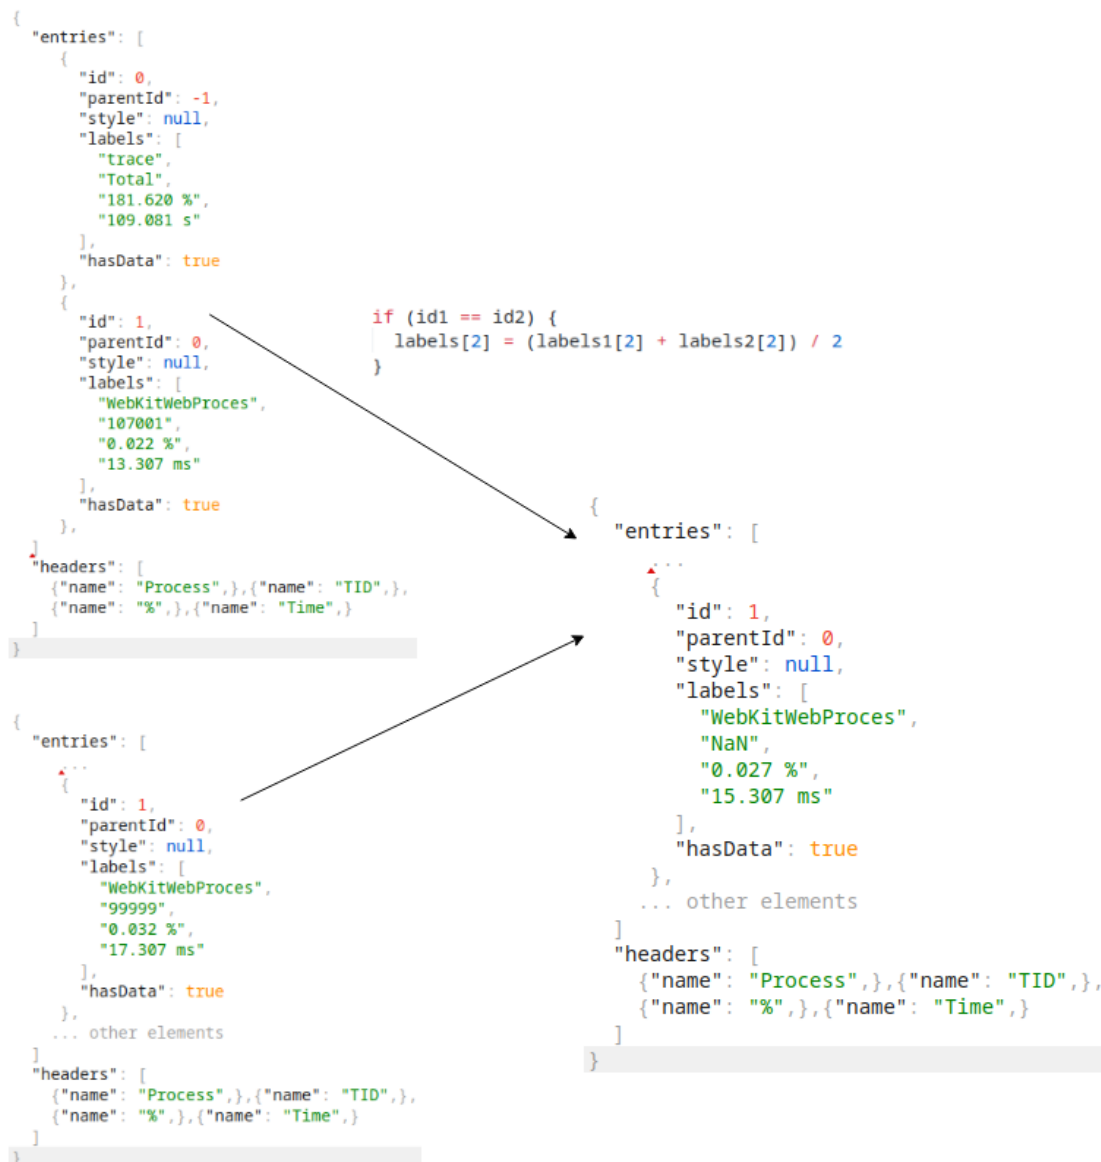 {
"entries": [
{
"id": 0,
"parentId": -1,
"style": null,
"labels": [
"trace",
"Total",
"181.620 %",
"109.081 s"
],
"hasData": true
},
{
"id": 1,
"parentId": 0,
"style": null,
"labels": [
"WebKitWebProces",
"107001",
"0.022 %",
"13.307 ms"
],
"hasData": true
},
]
"headers": [
{"name": "Process",},{"name": "TID",},
{"name": "%",},{"name": "Time",}
]
}
if (id1 == id2) {
labels[2] = (labels1[2] + labels2[2]) / 2
}
{
"entries": [
...
{
"id": 1,
"parentId": 0,
"style": null,
"labels": [
"WebKitWebProces",
"99999",
"0.032 %",
"17.307 ms"
],
"hasData": true
},
... other elements
]
"headers": [
{"name": "Process",},{"name": "TID",},
{"name": "%",},{"name": "Time",}
]
}
{
"entries": [
...
{
"id": 1,
"parentId": 0,
"style": null,
"labels": [
"WebKitWebProces",
"NaN",
"0.027 %",
"15.307 ms"
],
"hasData": true
},
... other elements
]
"headers": [
{"name": "Process",},{"name": "TID",},
{"name": "%",},{"name": "Time",}
]
}